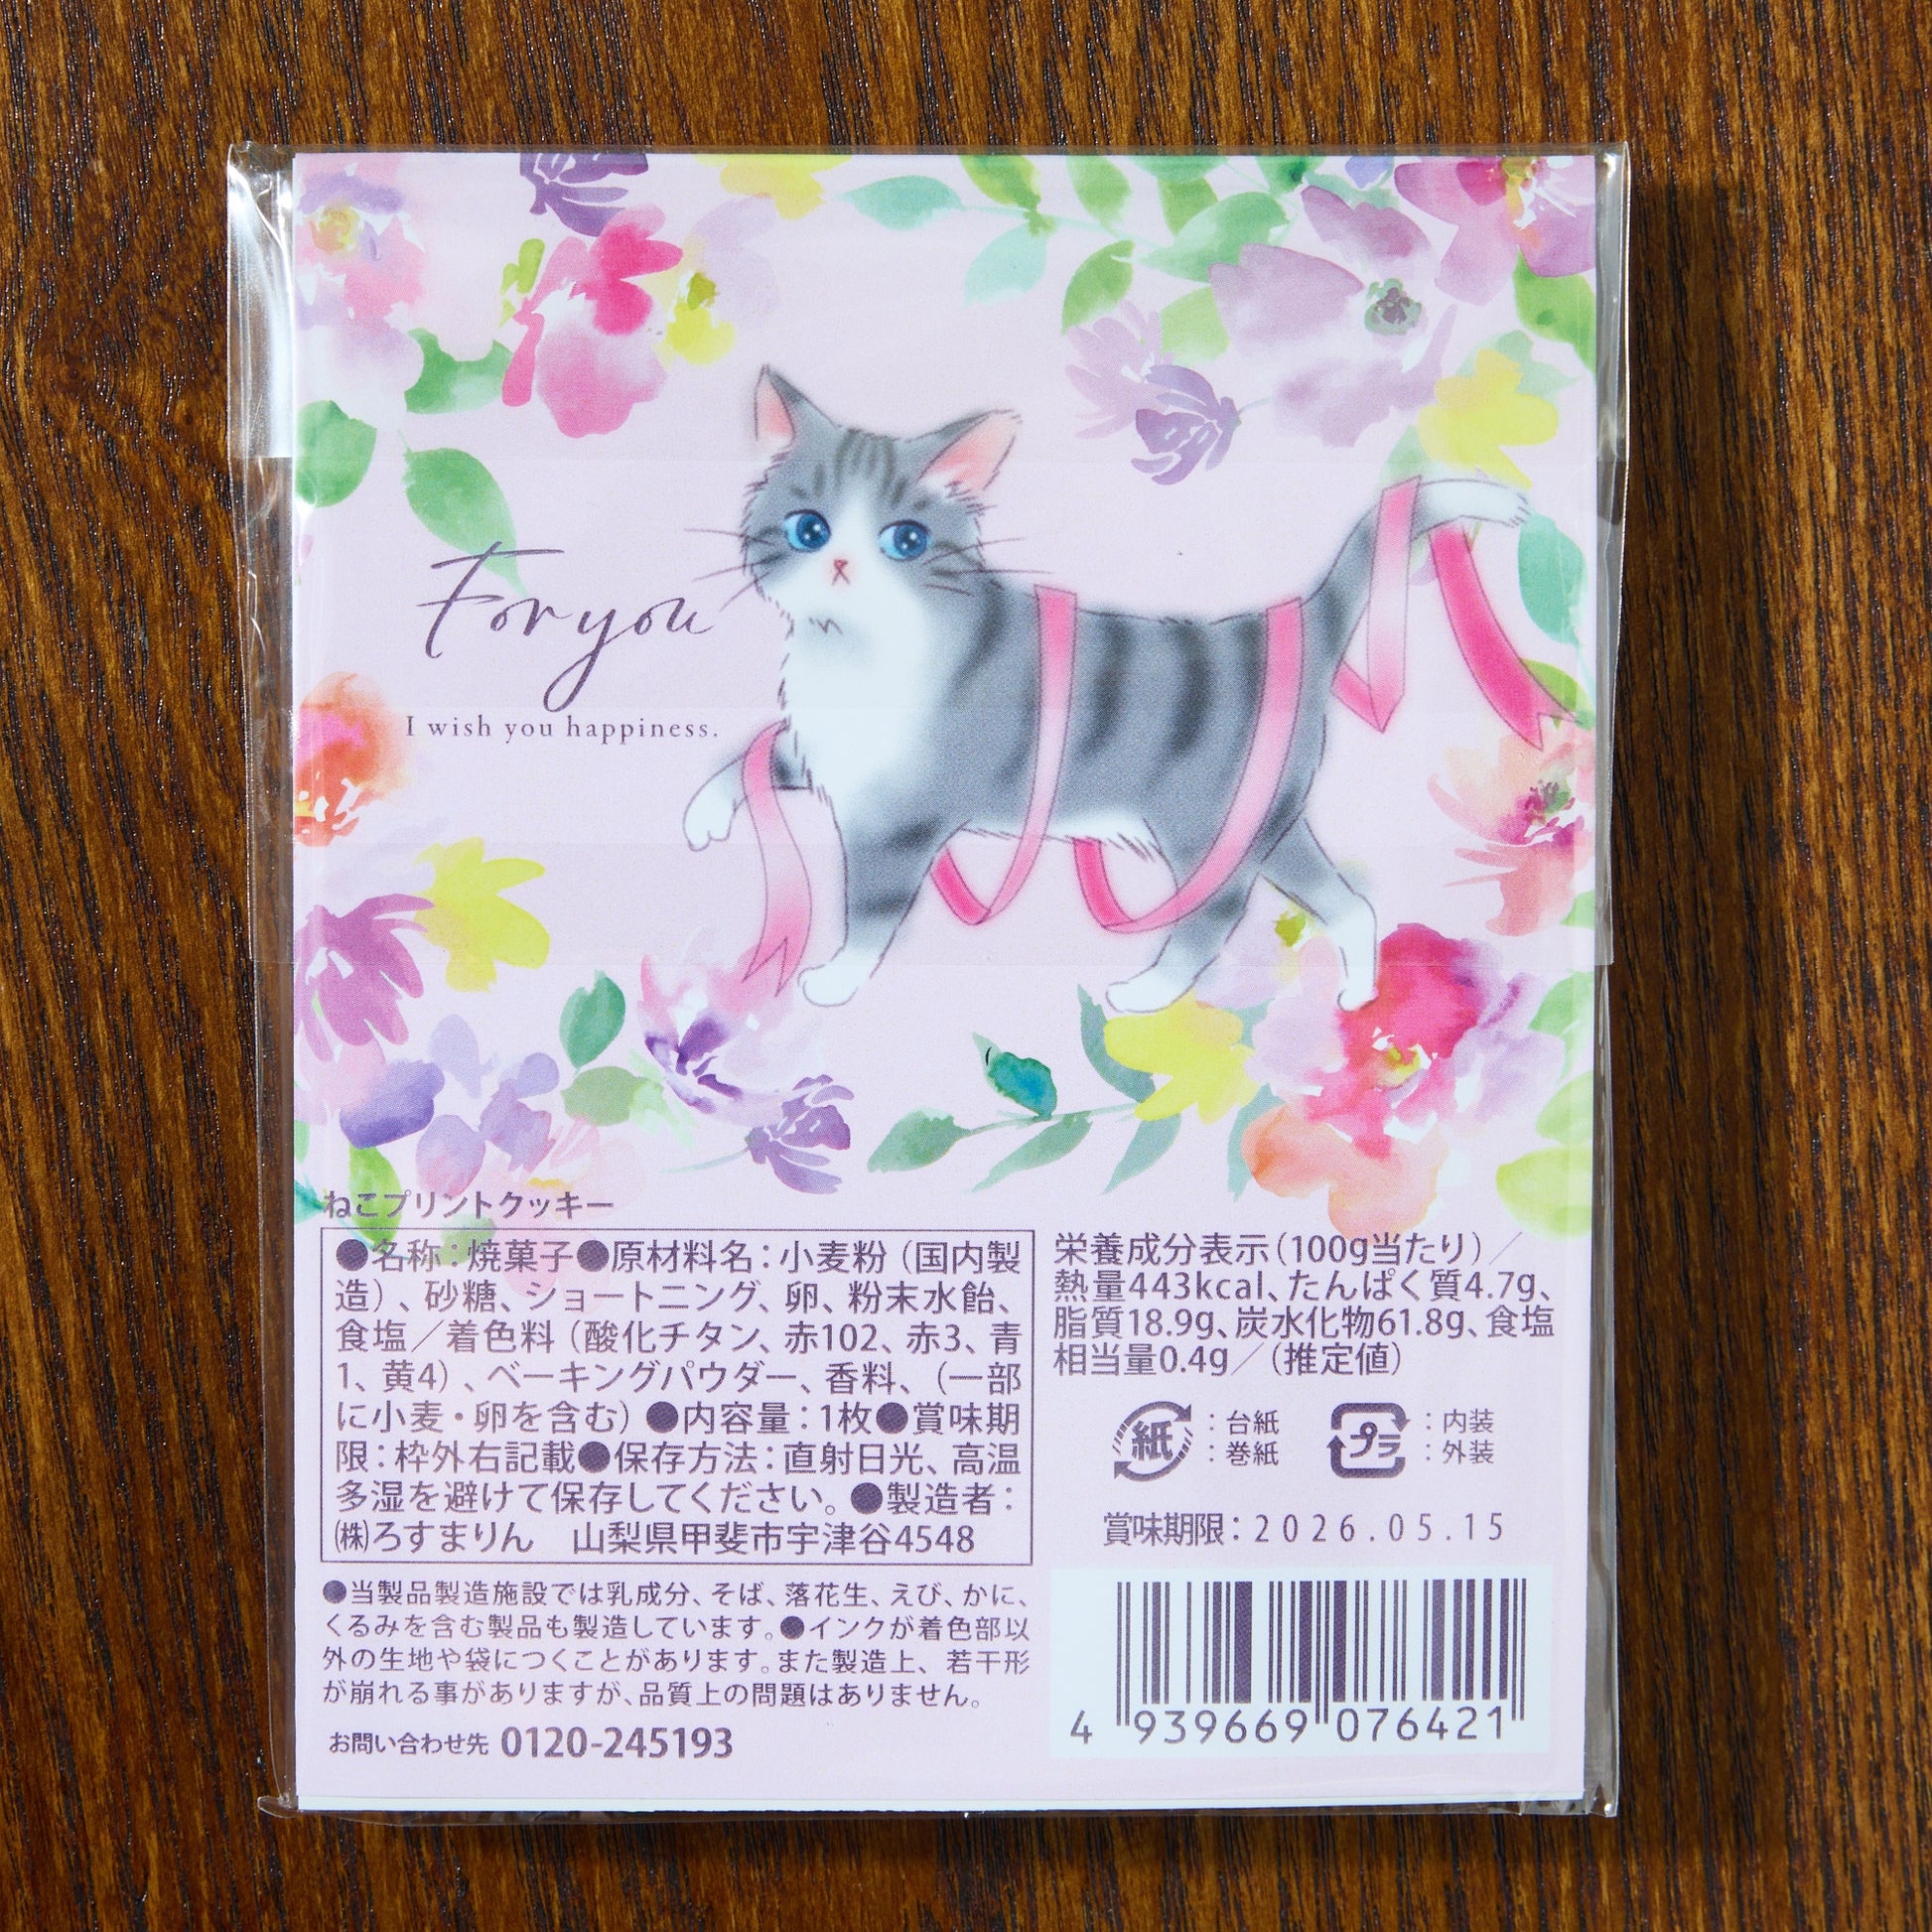 For you
I wish you happiness.
ねこプリントクッキー
●名称：焼菓子●原材料名：小麦粉（国内製
造）、砂糖、ショートニング、卵、粉末水飴、
食塩／着色料（酸化チタン、赤102、赤3、青
1、黄4）、ベーキングパウダー、香料、（一部
に小麦・卵を含む）●内容量：1枚●賞味期
限：枠外右記載●保存方法：直射日光、高温
多湿を避けて保存してください。●製造者：
㈱ろすまりん　山梨県甲斐市宇津谷4548
●当製品製造施設では乳成分、そば、落花生、えび、かに、
くるみを含む製品も製造しています。●インクが着色部以
外の生地や袋につくことがあります。また製造上、若干形
が崩れる事がありますが、品質上の問題はありません。
お問い合わせ先 0120-245193
栄養成分表示（100g当たり）／
熱量443kcal、たんぱく質4.7g、
脂質18.9g、炭水化物61.8g、食塩
相当量0.4g／（推定値）
紙：台紙
：巻紙
プラ：内装
：外装
賞味期限：2026.05.15
4 939669 076421